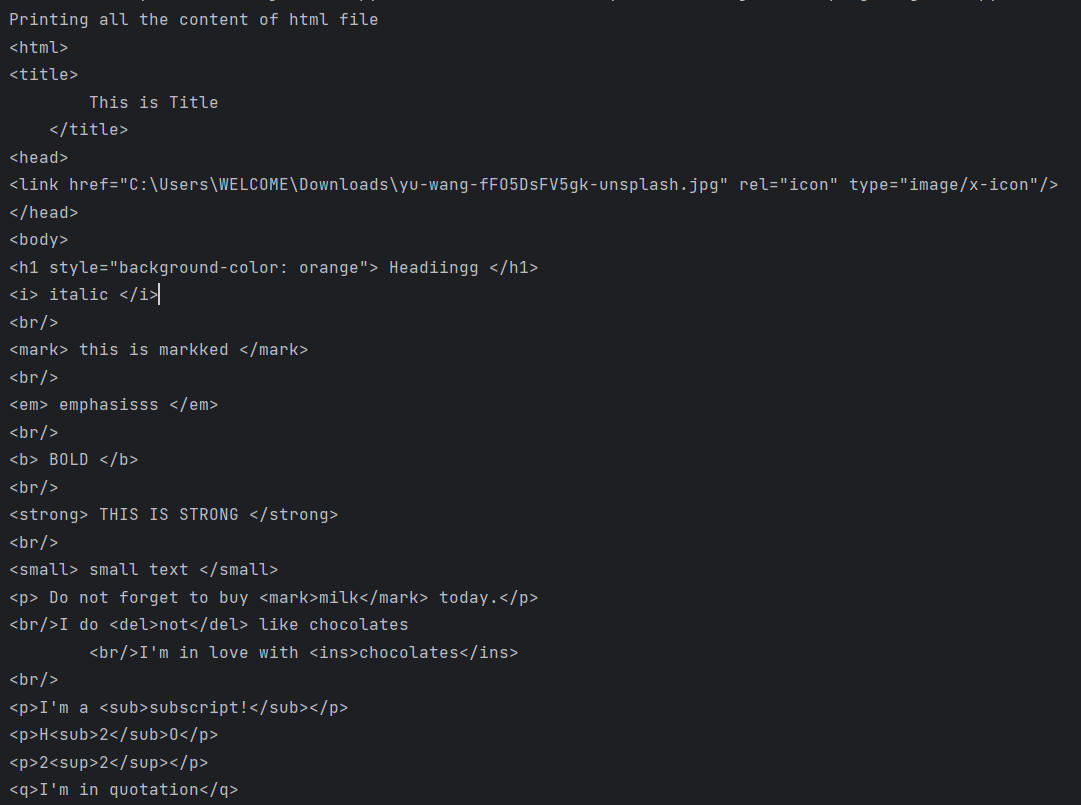 Printing all the content of html file
<html>
<title>
        This is Title
    </title>
<head>
<link href="C:\Users\WELCOME\Downloads\yu-wang-fFO5DsFV5gk-unsplash.jpg" rel="icon" type="image/x-icon"/>
</head>
<body>
<h1 style="background-color: orange"> Headiingg </h1>
<i> italic </i>
<br/>
<mark> this is markked </mark>
<br/>
<em> emphasisss </em>
<br/>
<b> BOLD </b>
<br/>
<strong> THIS IS STRONG </strong>
<br/>
<small> small text </small>
<p> Do not forget to buy <mark>milk</mark> today.</p>
<br/>I do <del>not</del> like chocolates
        <br/>I'm in love with <ins>chocolates</ins>
<br/>
<p>I'm a <sub>subscript!</sub></p>
<p>H<sub>2</sub>O</p>
<p>2<sup>2</sup></p>
<q>I'm in quotation</q>